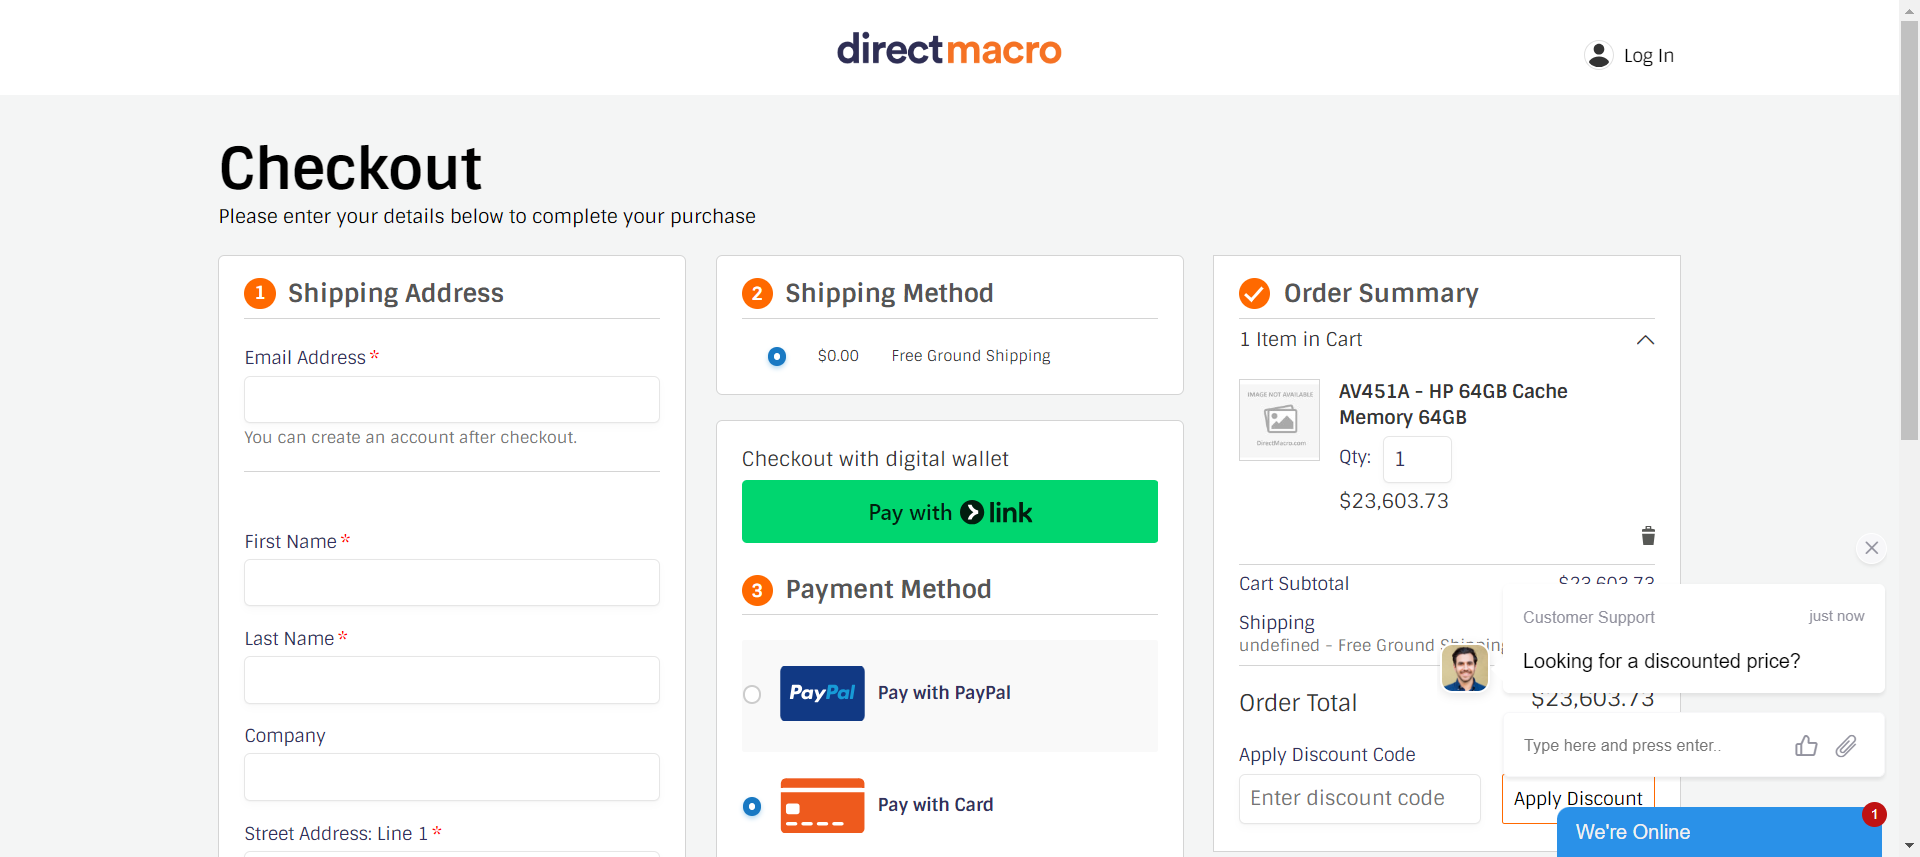 directmacro
Log In
Checkout
Please enter your details below to complete your purchase
1 Shipping Address
Email Address *
You can create an account after checkout.
First Name *
Last Name *
Company
Street Address: Line 1 *
2 Shipping Method
$0.00 Free Ground Shipping
Checkout with digital wallet
Pay with link
3 Payment Method
PayPal Pay with PayPal
Pay with Card
Order Summary
1 Item in Cart
IMAGE NOT AVAILABLE
DirectMacro.com
AV451A - HP 64GB Cache
Memory 64GB
Qty: 1
$23,603.73
Cart Subtotal $23,603.73
Shipping
undefined - Free Ground Shipping
Order Total $23,603.73
Apply Discount Code
Enter discount code
Apply Discount
Customer Support just now
Looking for a discounted price?
Type here and press enter..
We're Online
1